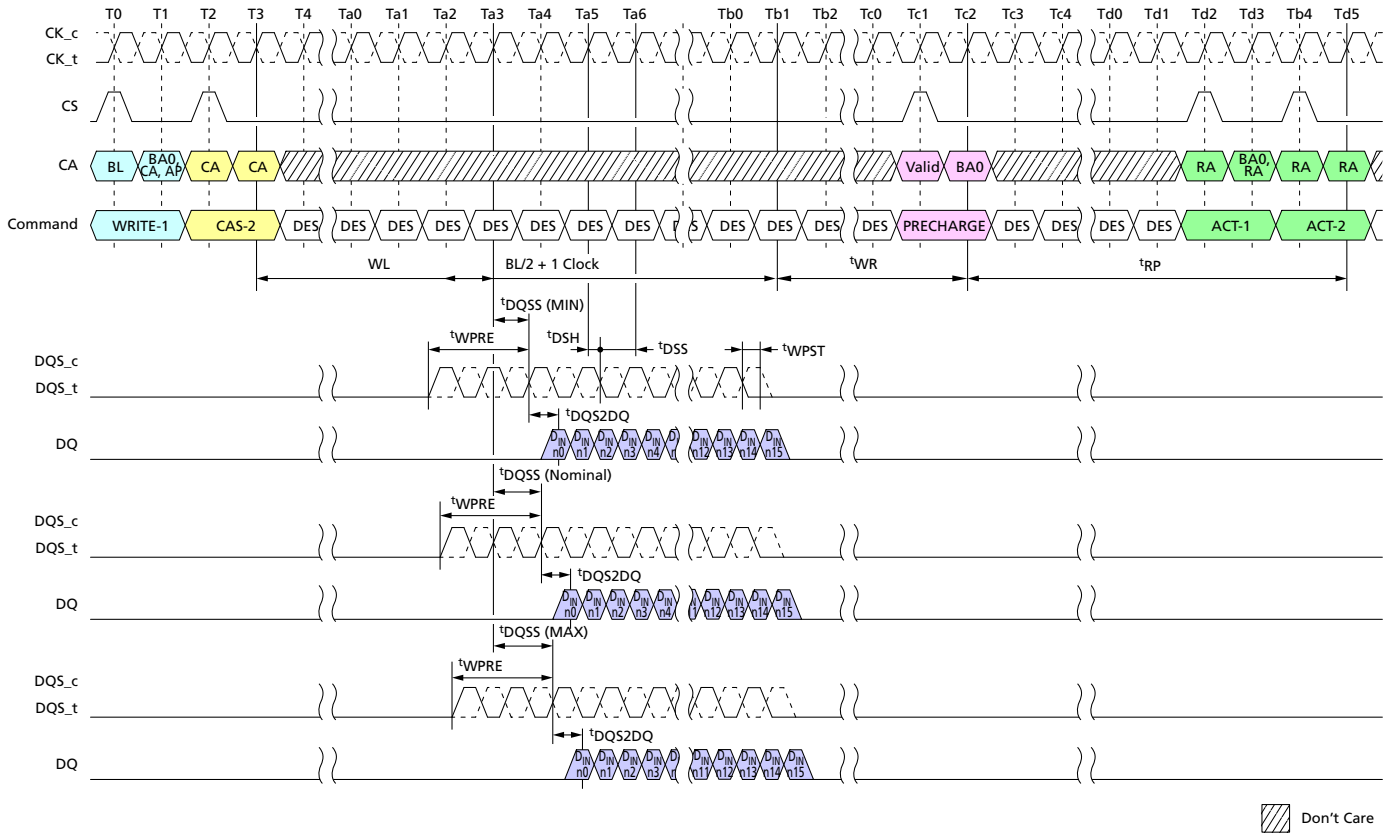 T0 T1 T2 T3 T4 Ta0 Ta1 Ta2 Ta3 Ta4 Ta5 Ta6 Tb0 Tb1 Tb2 Tc0 Tc1 Tc2 Tc3 Tc4 Td0 Td1 Td2 Td3 Tb4 Td5
CK_c
CK_t
CS
CA BL BA0, CA, AP CA CA Valid BA0 RA BA0, RA RA RA
Command WRITE-1 CAS-2 DES DES DES DES DES DES DES DES DES DES DES DES PRECHARGE DES DES DES DES ACT-1 ACT-2
WL BL/2 + 1 Clock tWR tRP
tDQSS (MIN)
tWPRE tDSH tDSS tWPST
DQS_c
DQS_t
tDQS2DQ
DQ DIN n0 DIN n1 DIN n2 DIN n3 DIN n4 DIN n12 DIN n13 DIN n14 DIN n15
tDQSS (Nominal)
tWPRE
DQS_c
DQS_t
tDQS2DQ
DQ DIN n0 DIN n1 DIN n2 DIN n3 DIN n4 DIN n12 DIN n13 DIN n14 DIN n15
tDQSS (MAX)
tWPRE
DQS_c
DQS_t
tDQS2DQ
DQ DIN n0 DIN n1 DIN n2 DIN n3 DIN n11 DIN n12 DIN n13 DIN n14 DIN n15
Don't Care